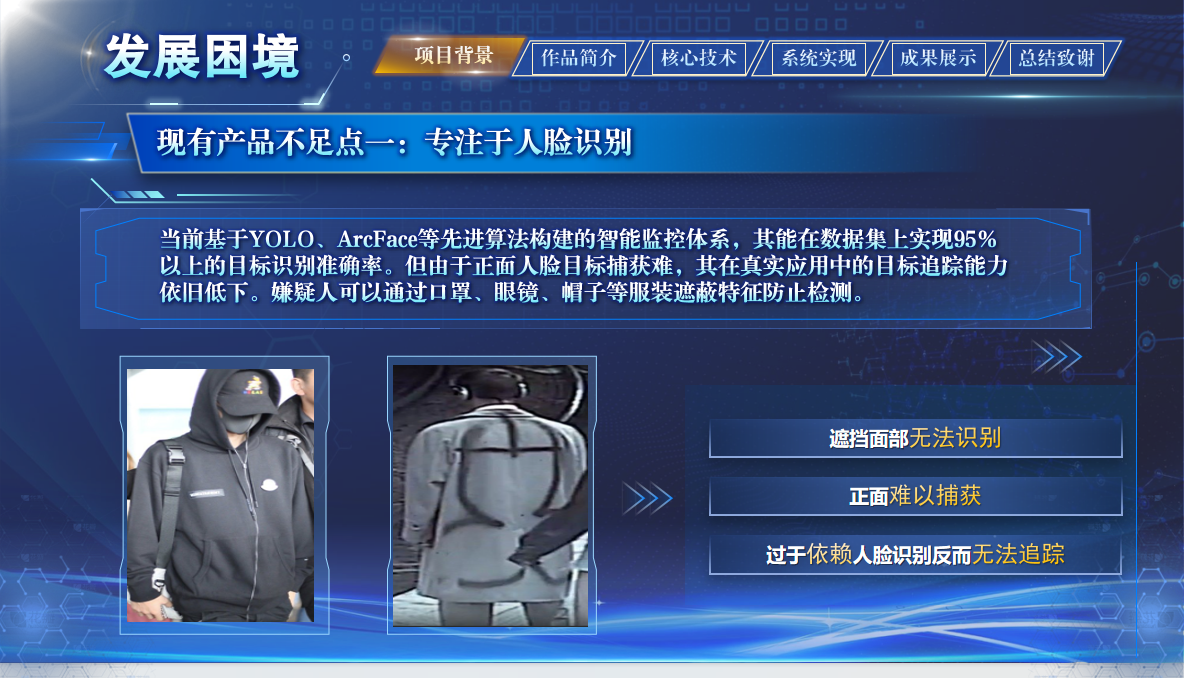 发展困境
项目背景
作品简介
核心技术
系统实现
成果展示
总结致谢
现有产品不足点一：专注于人脸识别
当前基于YOLO、ArcFace等先进算法构建的智能监控体系，其能在数据集上实现95%
以上的目标识别准确率。但由于正面人脸目标捕获难，其在真实应用中的目标追踪能力
依旧低下。嫌疑人可以通过口罩、眼镜、帽子等服装遮蔽特征防止检测。
遮挡面部无法识别
正面难以捕获
过于依赖人脸识别反而无法追踪